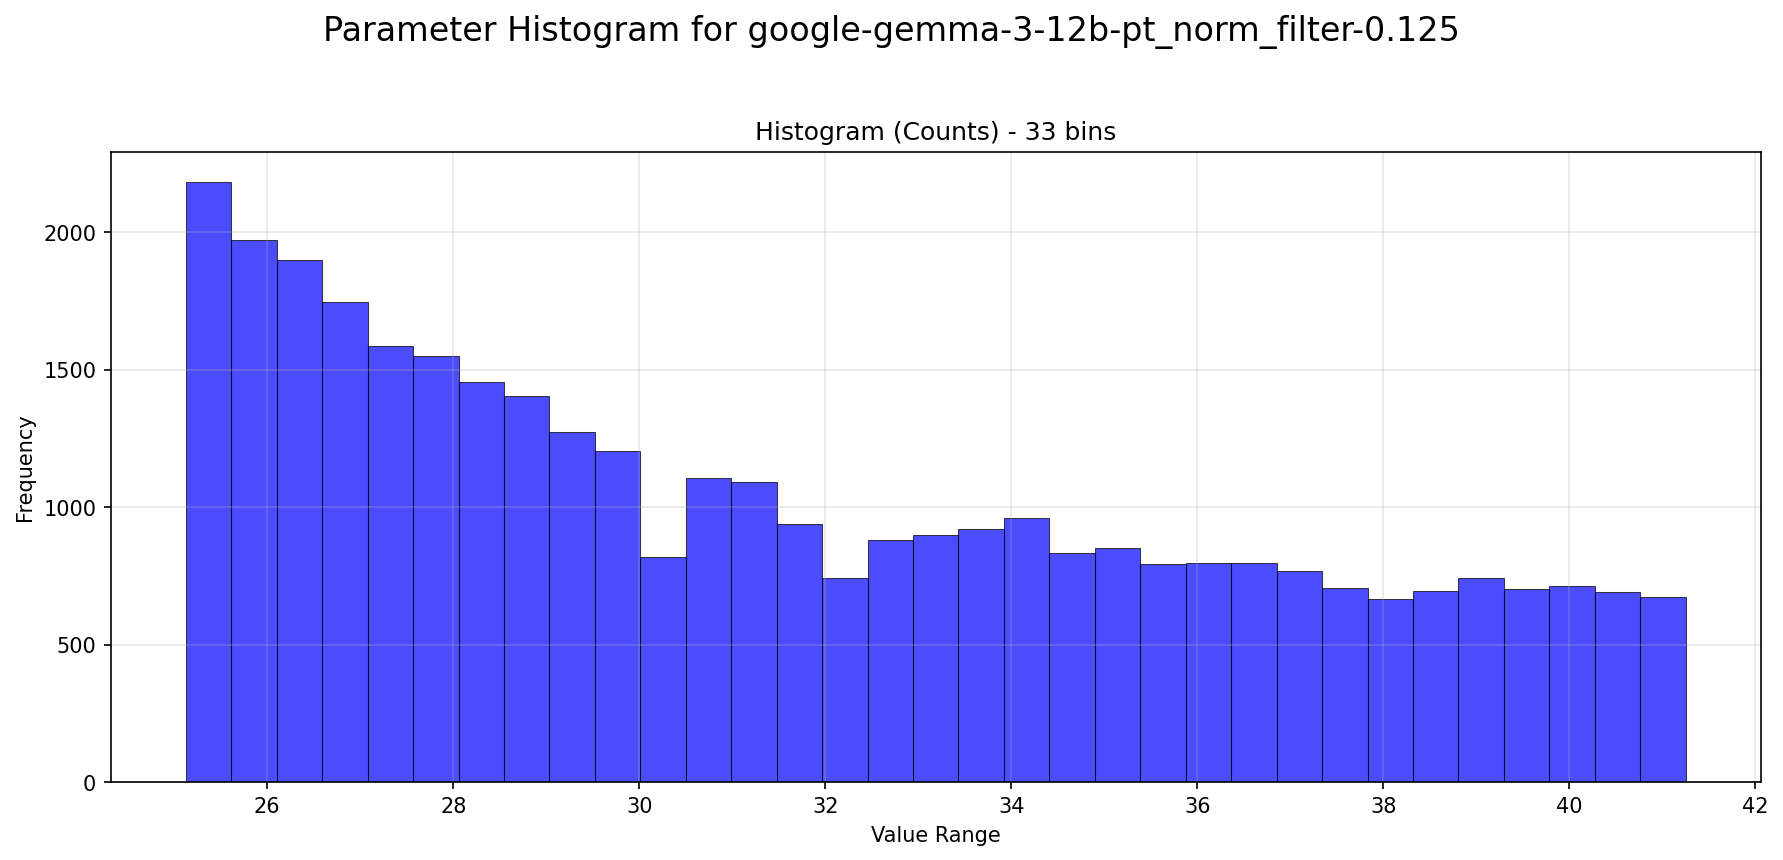 Parameter Histogram for google-gemma-3-12b-pt_norm_filter-0.125
Histogram (Counts) - 33 bins
Frequency
2000
1500
1000
500
0
26 28 30 32 34 36 38 40 42
Value Range